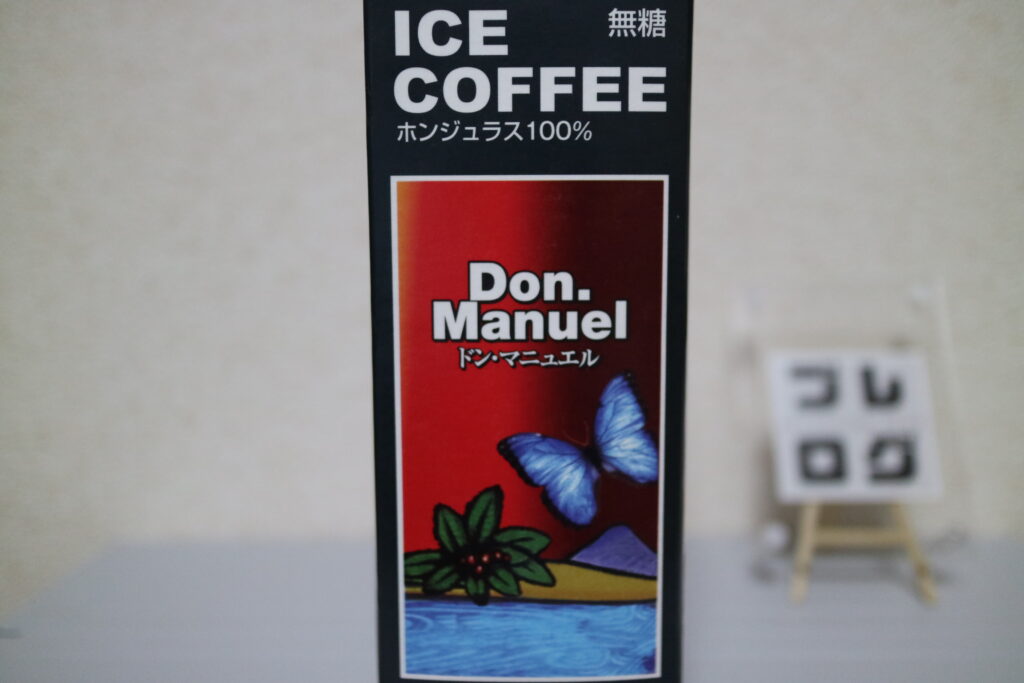 ICE
無糖
COFFEE
ホンジュラス100%
Don.
Manuel
ドン・マニュエル
フレ
ログ